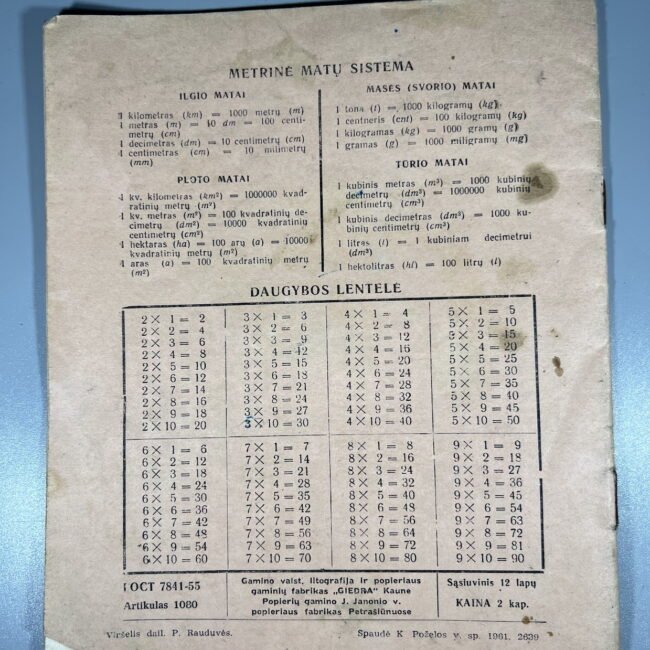 METRINĖ MATŲ SISTEMA
ILGIO MATAI
1 kilometras (km) = 1000 metrų (m)
1 metras (m) = 10 dm = 100 centi-
metrų (cm)
1 decimetras (dm) = 10 centimetrų (cm)
1 centimetras (cm) = 10 milimetrų
(mm)
PLOTO MATAI
1 kv. kilometras (km²) = 1000000 kvad-
ratinių metrų (m²)
1 kv. metras (m²) = 100 kvadratinių de-
cimetrų (dm²) = 10000 kvadratinių
centimetrų (cm²)
1 hektaras (ha) = 100 arų (a) = 10000
kvadratinių metrų (m²)
1 aras (a) = 100 kvadratinių metrų
(m²)
MASĖS (SVORIO) MATAI
1 tona (t) = 1000 kilogramų (kg)
1 centneris (cnt) = 100 kilogramų (kg)
1 kilogramas (kg) = 1000 gramų (g)
1 gramas (g) = 1000 miligramų (mg)
TŪRIO MATAI
1 kubinis metras (m³) = 1000 kubinių
decimetrų (dm³) = 1000000 kubinių
centimetrų (cm³)
1 kubinis decimetras (dm³) = 1000 ku-
binių centimetrų (cm³)
1 litras (l) = 1 kubiniam decimetrui
(dm³)
1 hektolitras (hl) = 100 litrų (l)
DAUGYBOS LENTELĖ
2 × 1 = 2
2 × 2 = 4
2 × 3 = 6
2 × 4 = 8
2 × 5 = 10
2 × 6 = 12
2 × 7 = 14
2 × 8 = 16
2 × 9 = 18
2 × 10 = 20
3 × 1 = 3
3 × 2 = 6
3 × 3 = 9
3 × 4 = 12
3 × 5 = 15
3 × 6 = 18
3 × 7 = 21
3 × 8 = 24
3 × 9 = 27
3 × 10 = 30
4 × 1 = 4
4 × 2 = 8
4 × 3 = 12
4 × 4 = 16
4 × 5 = 20
4 × 6 = 24
4 × 7 = 28
4 × 8 = 32
4 × 9 = 36
4 × 10 = 40
5 × 1 = 5
5 × 2 = 10
5 × 3 = 15
5 × 4 = 20
5 × 5 = 25
5 × 6 = 30
5 × 7 = 35
5 × 8 = 40
5 × 9 = 45
5 × 10 = 50
6 × 1 = 6
6 × 2 = 12
6 × 3 = 18
6 × 4 = 24
6 × 5 = 30
6 × 6 = 36
6 × 7 = 42
6 × 8 = 48
6 × 9 = 54
6 × 10 = 60
7 × 1 = 7
7 × 2 = 14
7 × 3 = 21
7 × 4 = 28
7 × 5 = 35
7 × 6 = 42
7 × 7 = 49
7 × 8 = 56
7 × 9 = 63
7 × 10 = 70
8 × 1 = 8
8 × 2 = 16
8 × 3 = 24
8 × 4 = 32
8 × 5 = 40
8 × 6 = 48
8 × 7 = 56
8 × 8 = 64
8 × 9 = 72
8 × 10 = 80
9 × 1 = 9
9 × 2 = 18
9 × 3 = 27
9 × 4 = 36
9 × 5 = 45
9 × 6 = 54
9 × 7 = 63
9 × 8 = 72
9 × 9 = 81
9 × 10 = 90
ГOCT 7841-55
Artikulas 1080
Gamino valst. litografija ir popieriaus
gaminių fabrikas „GIEDRA" Kaune
Popierių gamino J. Janonio v.
popieriaus fabrikas Petrašiūnuose
Sąsiuvinis 12 lapų
KAINA 2 kap.
Viršelis dail. P. Rauduvės.
Spaudė K Poželos v. sp. 1961. 2639